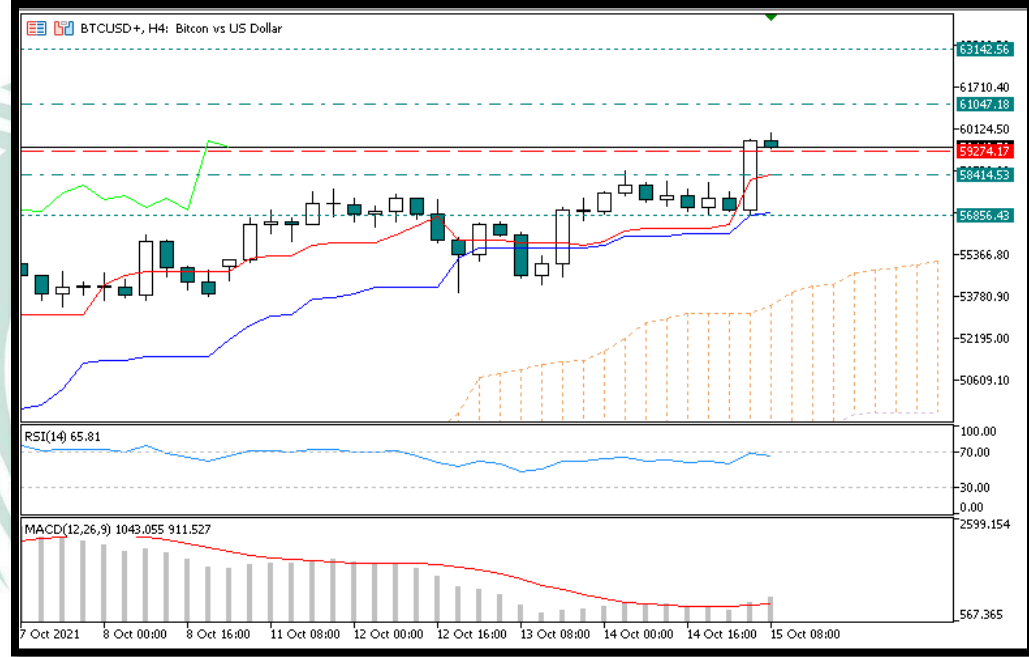 BTCUSD+, H4: Bitcon vs US Dollar
63142.56
61710.40
61047.18
60124.50
59274.17
58414.53
56856.43
55366.80
53780.90
52195.00
50609.10
RSI(14) 65.81
100.00
70.00
30.00
0.00
MACD(12,26,9) 1043.055 911.527
2599.154
567.365
7 Oct 2021
8 Oct 00:00
8 Oct 16:00
11 Oct 08:00
12 Oct 00:00
12 Oct 16:00
13 Oct 08:00
14 Oct 00:00
14 Oct 16:00
15 Oct 08:00